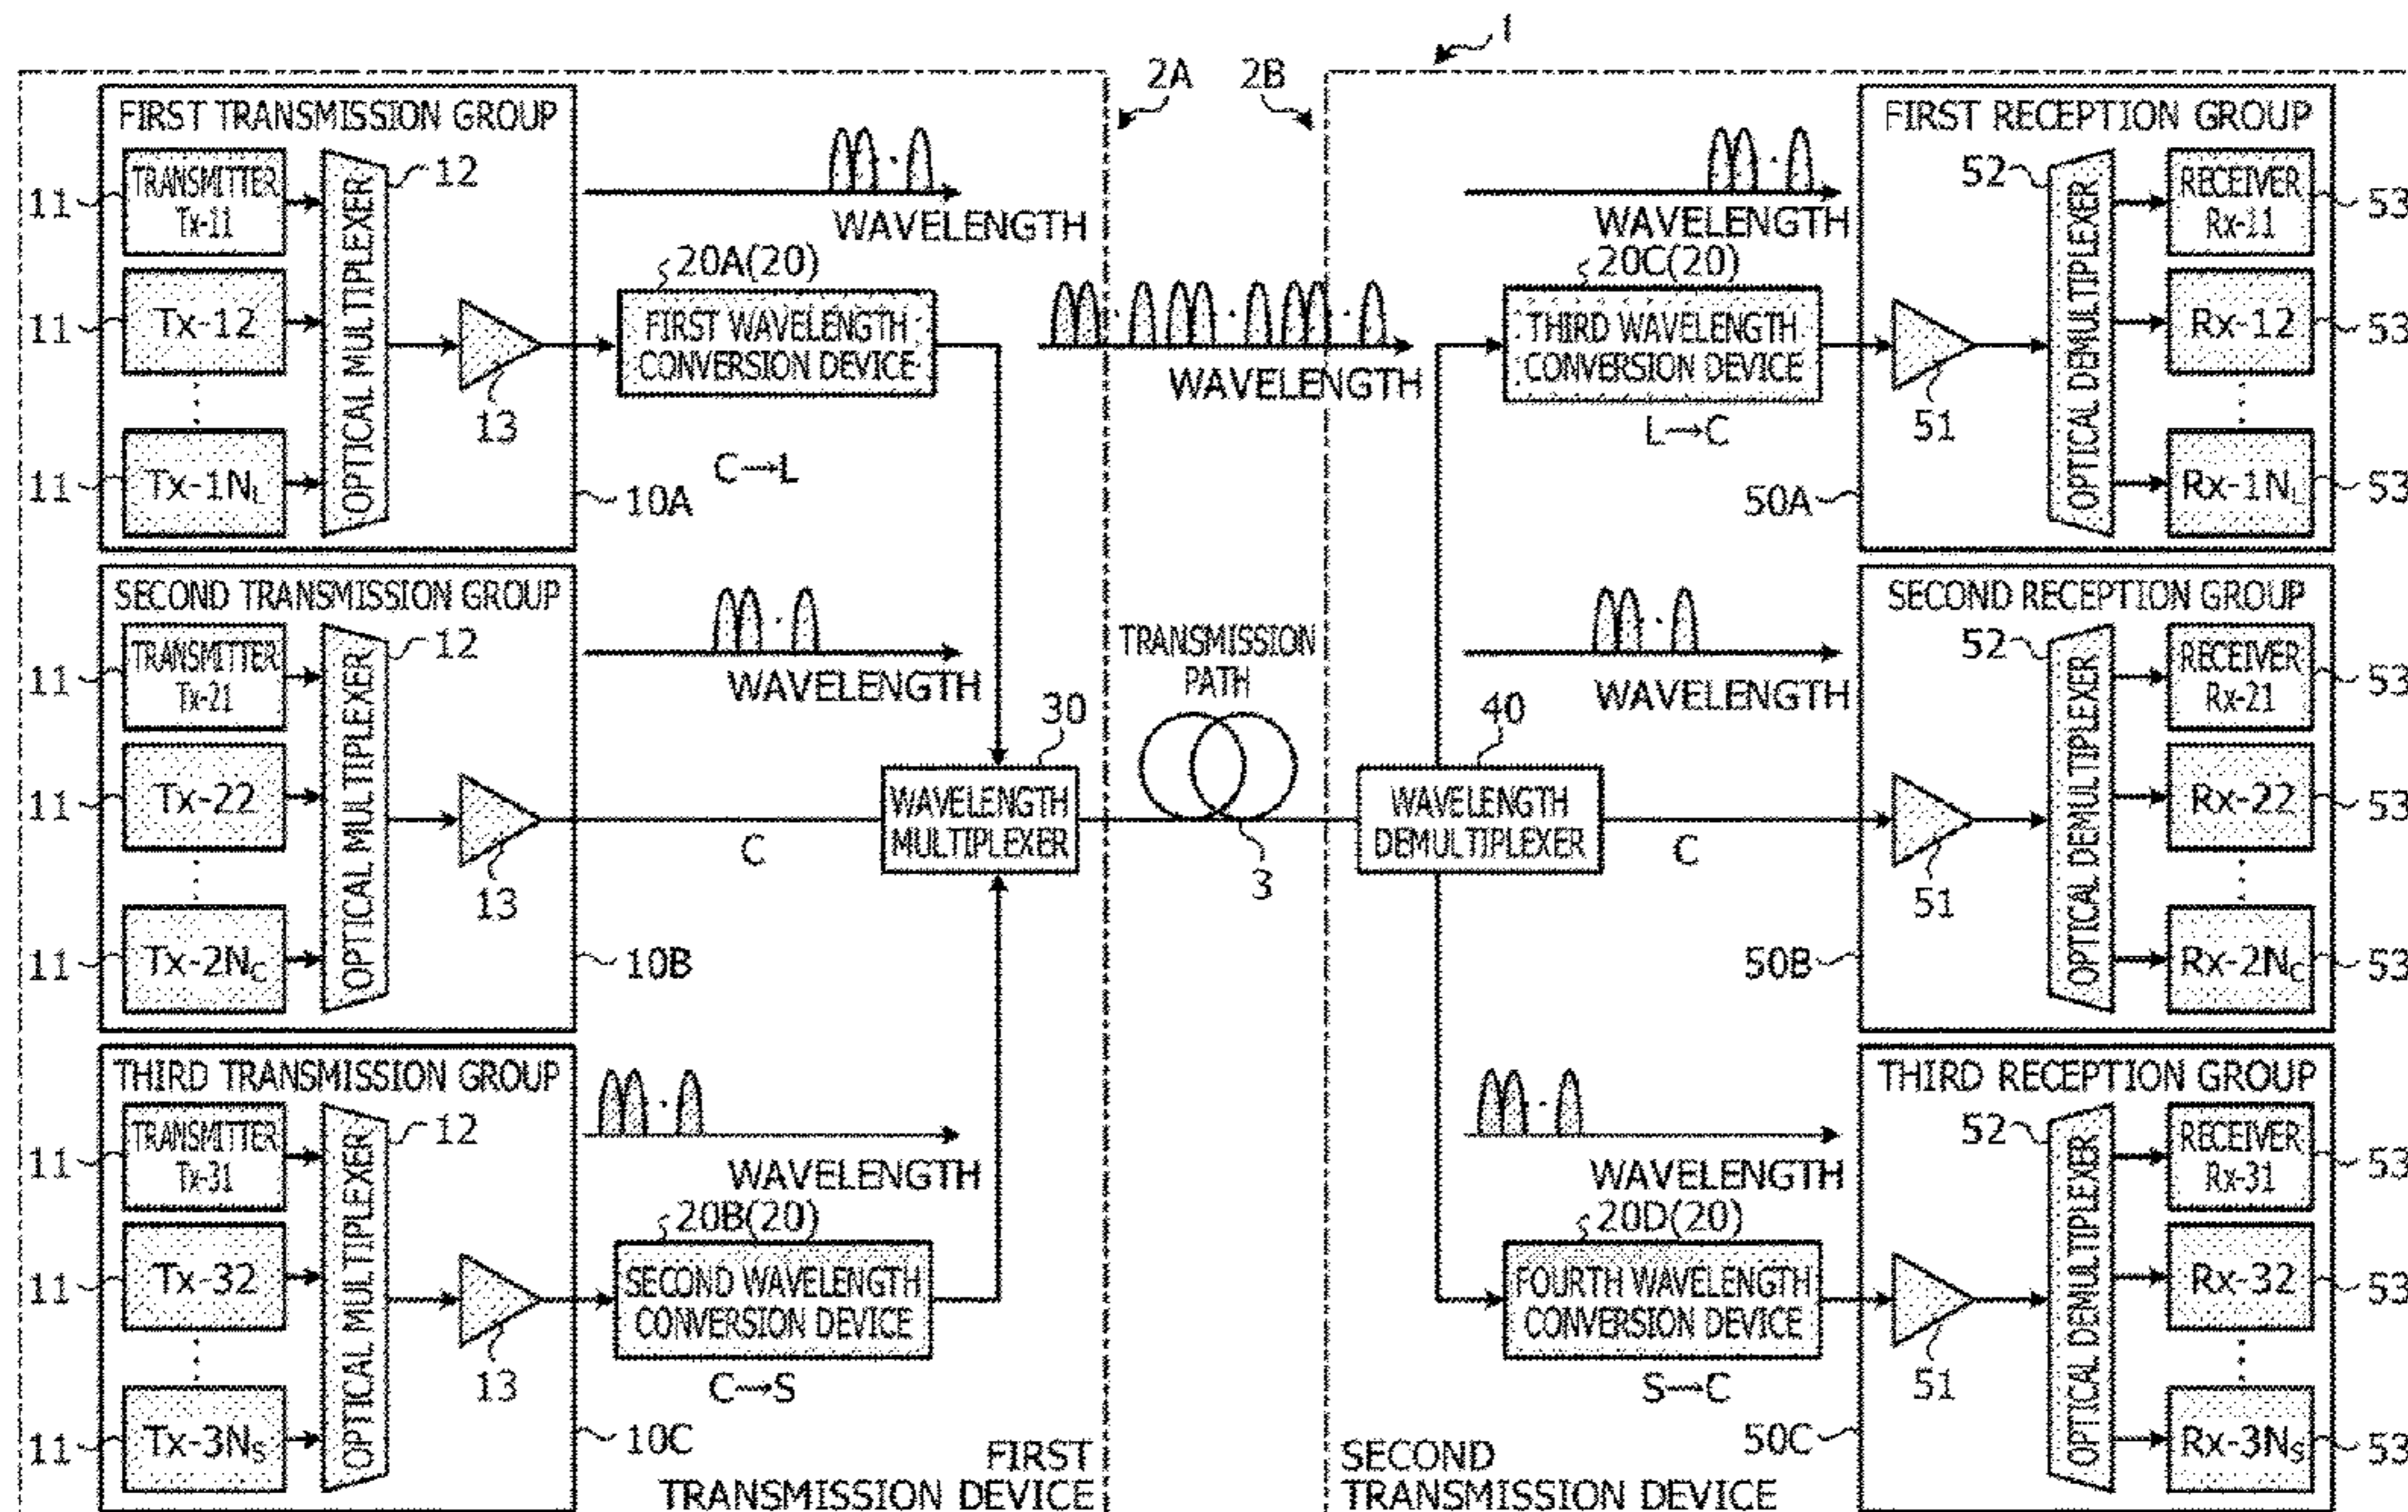 1
2A
2B
FIRST TRANSMISSION GROUP
11
TRANSMITTER
Tx-11
12
OPTICAL MULTIPLEXER
11
Tx-12
13
11
Tx-1NL
10A
WAVELENGTH
20A(20)
FIRST WAVELENGTH
CONVERSION DEVICE
C→L
SECOND TRANSMISSION GROUP
11
TRANSMITTER
Tx-21
12
OPTICAL MULTIPLEXER
11
Tx-22
13
11
Tx-2NC
10B
WAVELENGTH
C
30
WAVELENGTH
MULTIPLEXER
THIRD TRANSMISSION GROUP
11
TRANSMITTER
Tx-31
12
OPTICAL MULTIPLEXER
11
Tx-32
13
11
Tx-3NS
10C
WAVELENGTH
20B(20)
SECOND WAVELENGTH
CONVERSION DEVICE
C→S
FIRST
TRANSMISSION DEVICE
WAVELENGTH
TRANSMISSION
PATH
3
40
WAVELENGTH
DEMULTIPLEXER
WAVELENGTH
20C(20)
THIRD WAVELENGTH
CONVERSION DEVICE
L→C
FIRST RECEPTION GROUP
51
52
OPTICAL DEMULTIPLEXER
RECEIVER
Rx-11
53
Rx-12
53
Rx-1NL
53
50A
WAVELENGTH
C
SECOND RECEPTION GROUP
51
52
OPTICAL DEMULTIPLEXER
RECEIVER
Rx-21
53
Rx-22
53
Rx-2NC
53
50B
WAVELENGTH
20D(20)
FOURTH WAVELENGTH
CONVERSION DEVICE
S→C
THIRD RECEPTION GROUP
51
52
OPTICAL DEMULTIPLEXER
RECEIVER
Rx-31
53
Rx-32
53
Rx-3NS
53
50C
SECOND
TRANSMISSION DEVICE